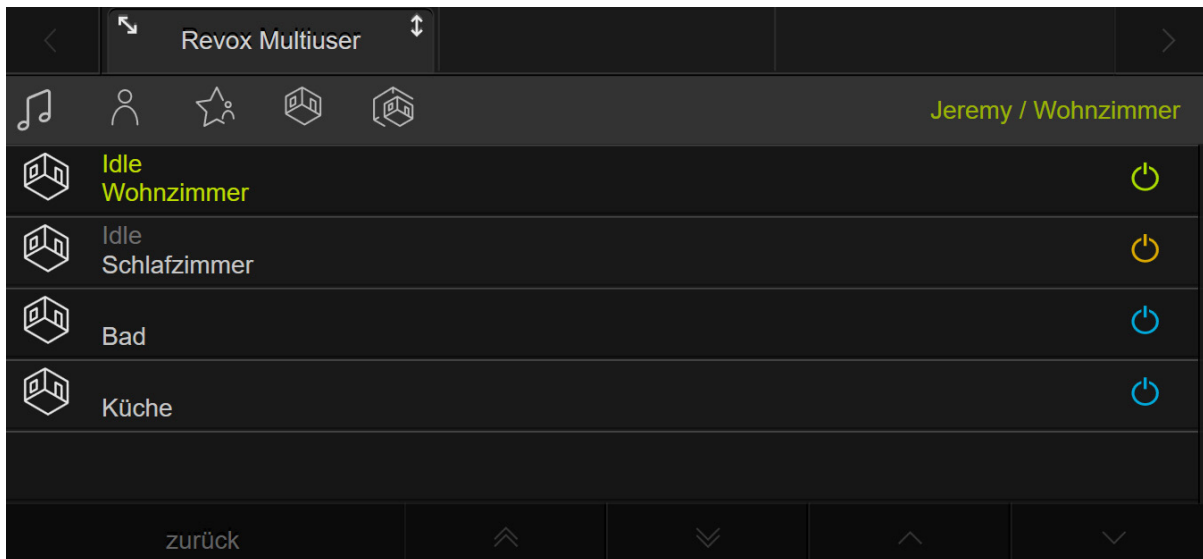 Revox Multiuser
Jeremy / Wohnzimmer
Idle
Wohnzimmer
Idle
Schlafzimmer
Bad
Küche
zurück